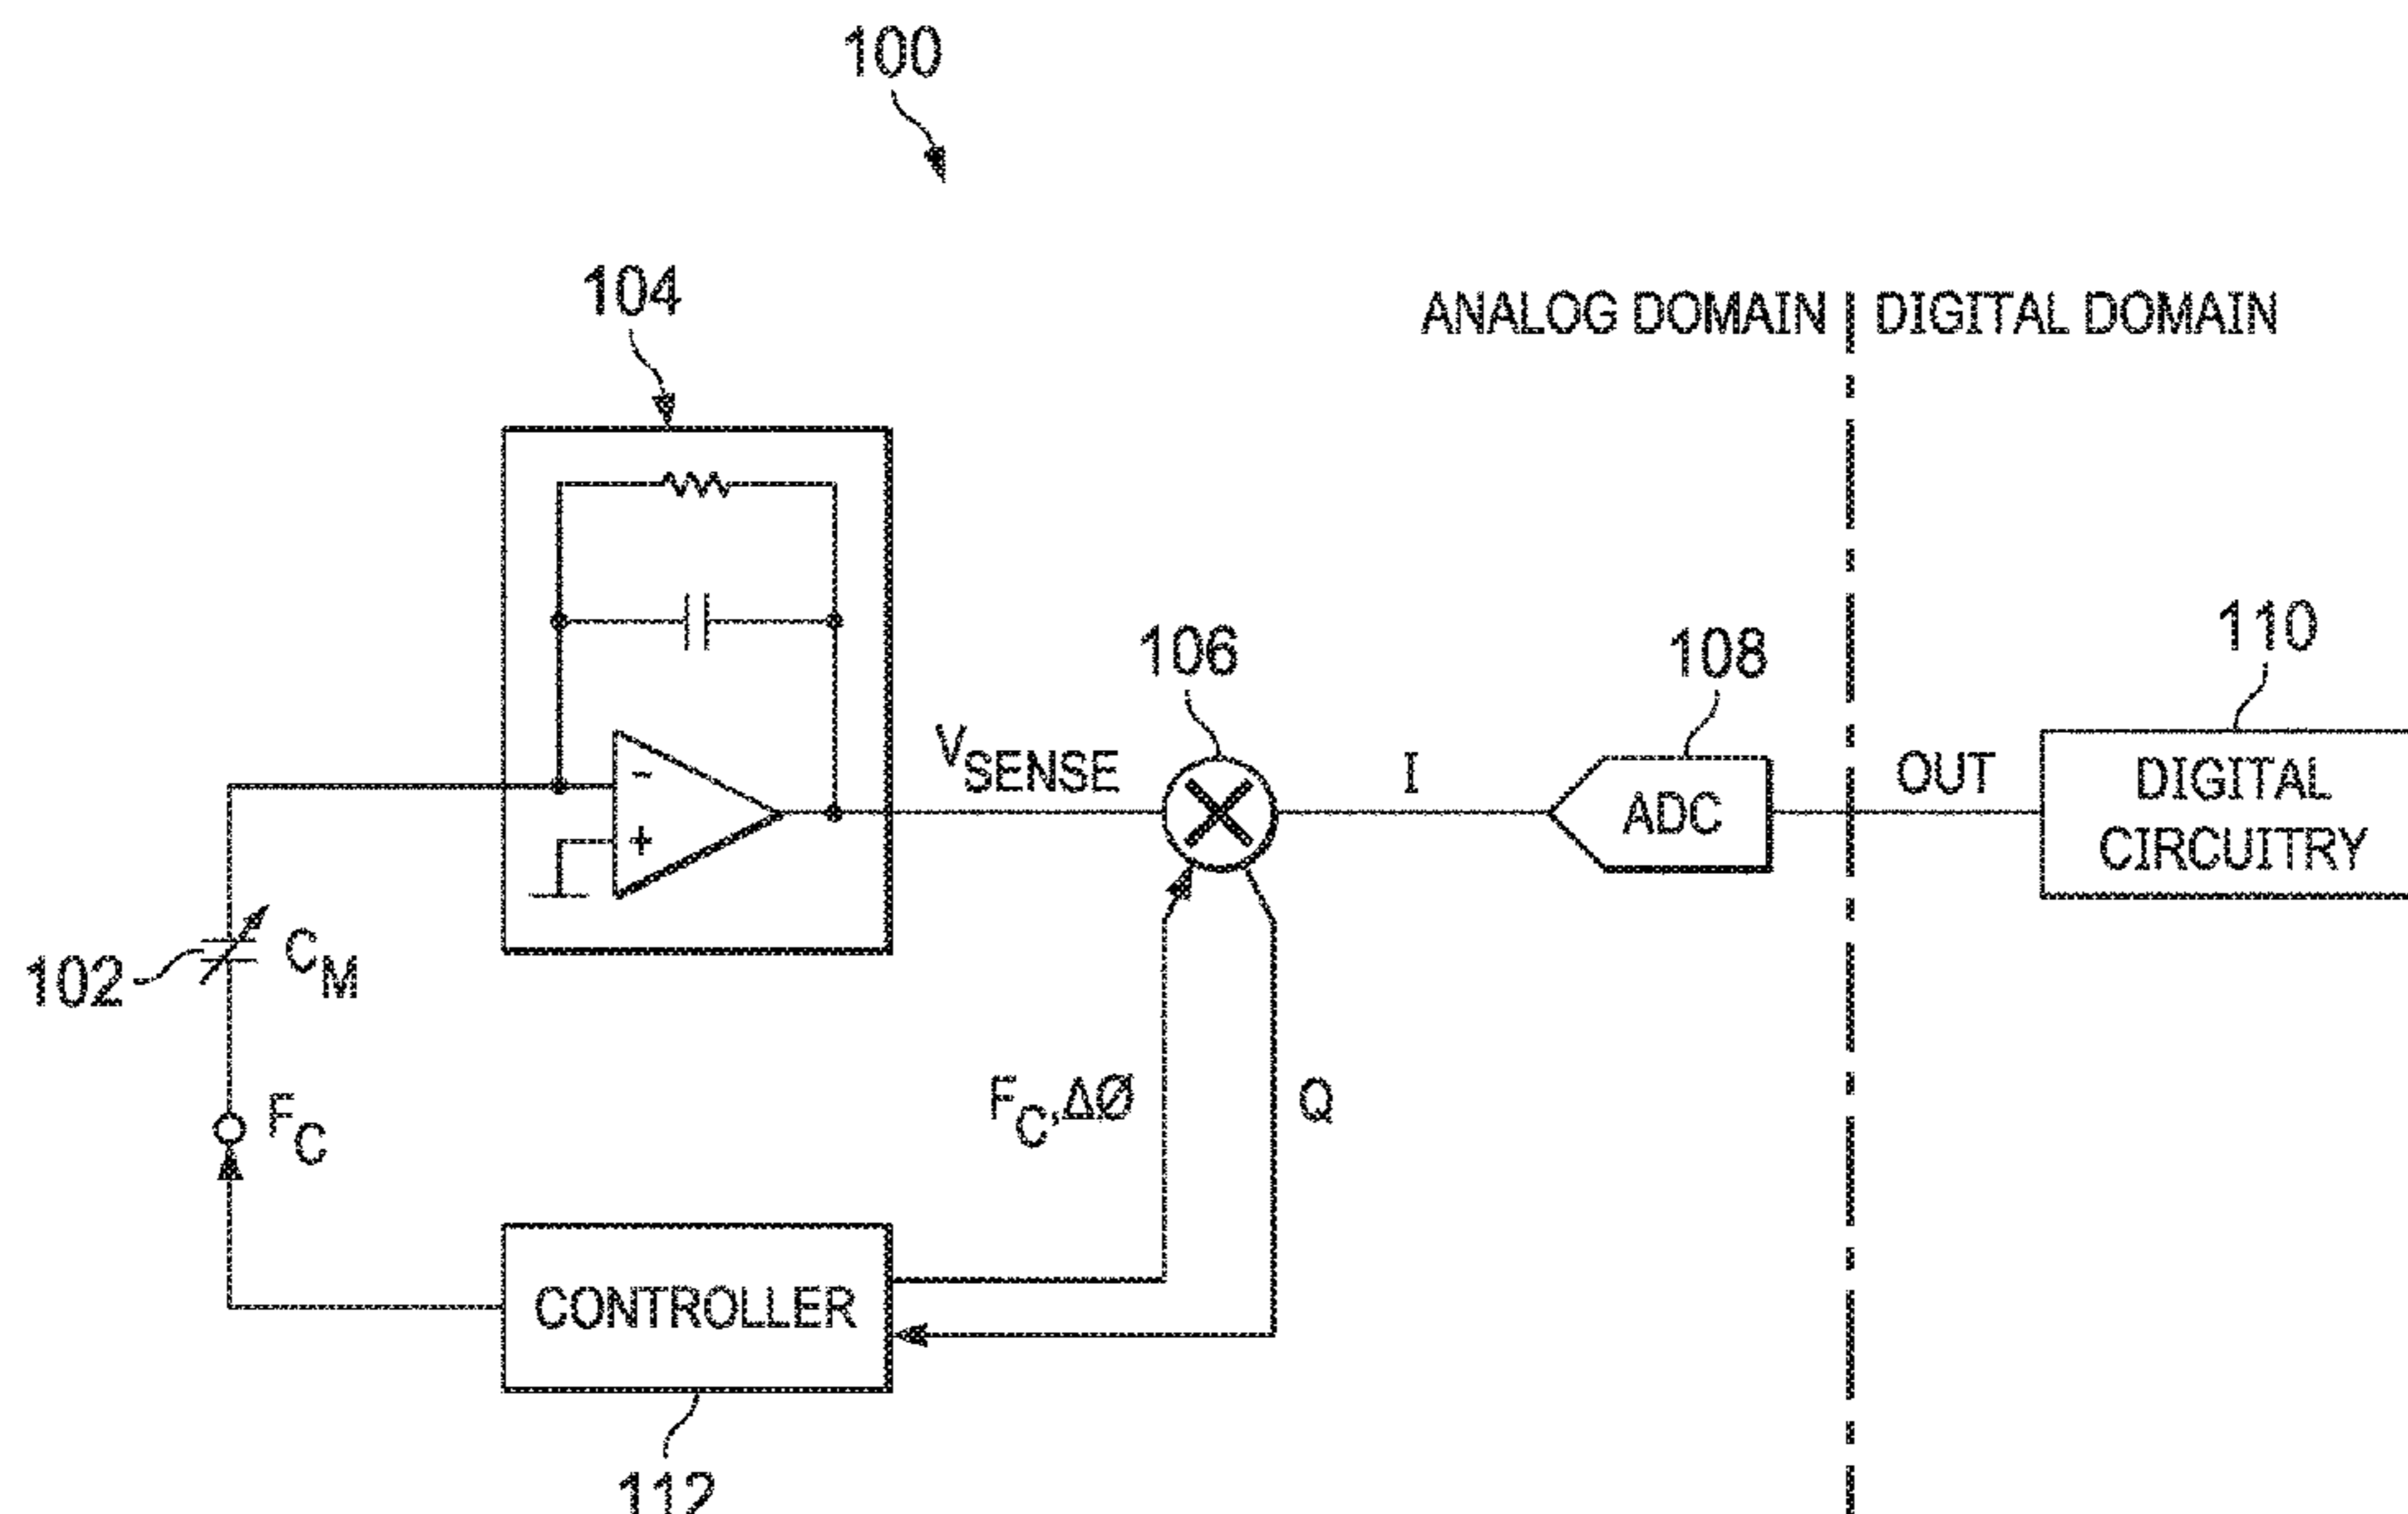 100
104
ANALOG DOMAIN
DIGITAL DOMAIN
106
108
110
VSENSE
I
ADC
OUT
DIGITAL
CIRCUITRY
-
+
102
CM
FC
FC,ΔØ
Q
CONTROLLER
112